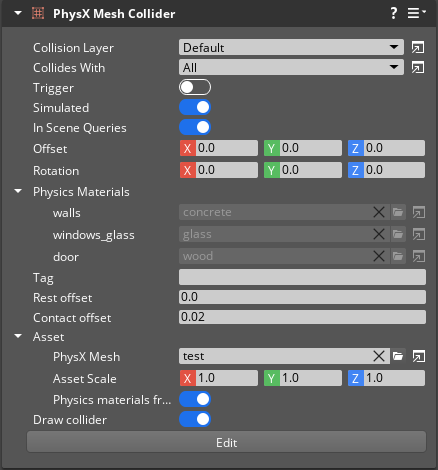 PhysX Mesh Collider ?
Collision Layer Default
Collides With All
Trigger
Simulated
In Scene Queries
Offset X 0.0 Y 0.0 Z 0.0
Rotation X 0.0 Y 0.0 Z 0.0
Physics Materials
walls concrete
windows_glass glass
door wood
Tag
Rest offset 0.0
Contact offset 0.02
Asset
PhysX Mesh test
Asset Scale X 1.0 Y 1.0 Z 1.0
Physics materials fr...
Draw collider
Edit